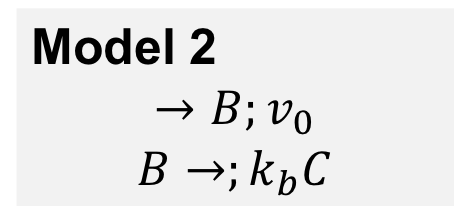 Model 2
→ B; v₀
B →; k_bC